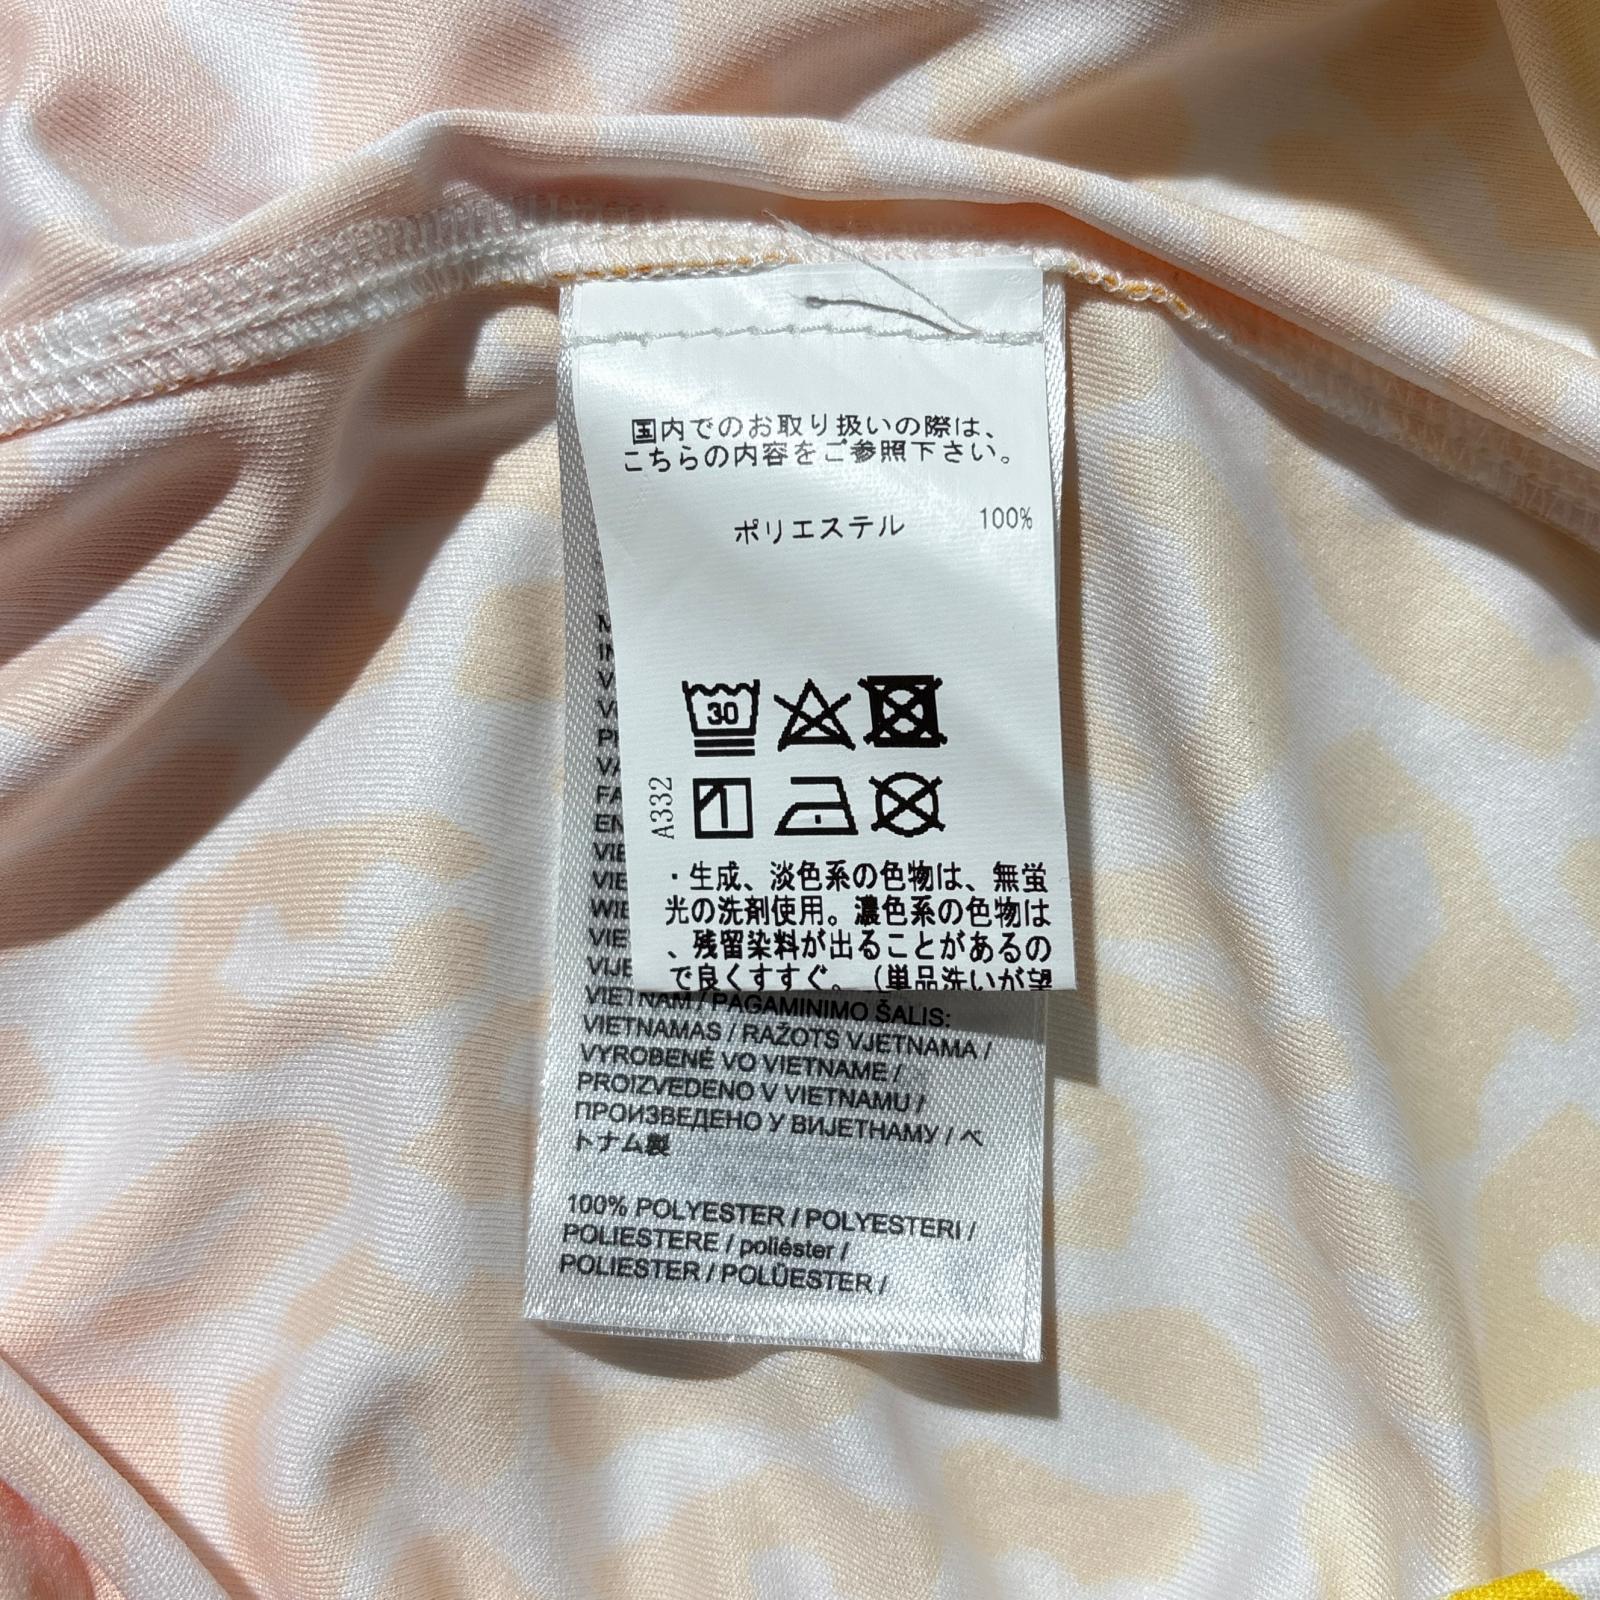 国内でのお取り扱いの際は、
こちらの内容をご参照下さい。
ポリエステル 100%
30
A332
・生成、淡色系の色物は、無蛍
光の洗剤使用。濃色系の色物は
、残留染料が出ることがあるの
で良くすすぐ。（単品洗いが望
VIETNAM / PAGAMINIMO ŠALIS:
VIETNAMAS / RAŽOTS VJETNAMA /
VYROBENÉ VO VIETNAME /
PROIZVEDENO V VIETNAMU /
ПРОИЗВЕДЕНО У ВИЈЕТНАМУ / ベ
トナム製
100% POLYESTER / POLYESTERI /
POLIESTERE / poliéster /
POLIESTER / POLÜESTER /